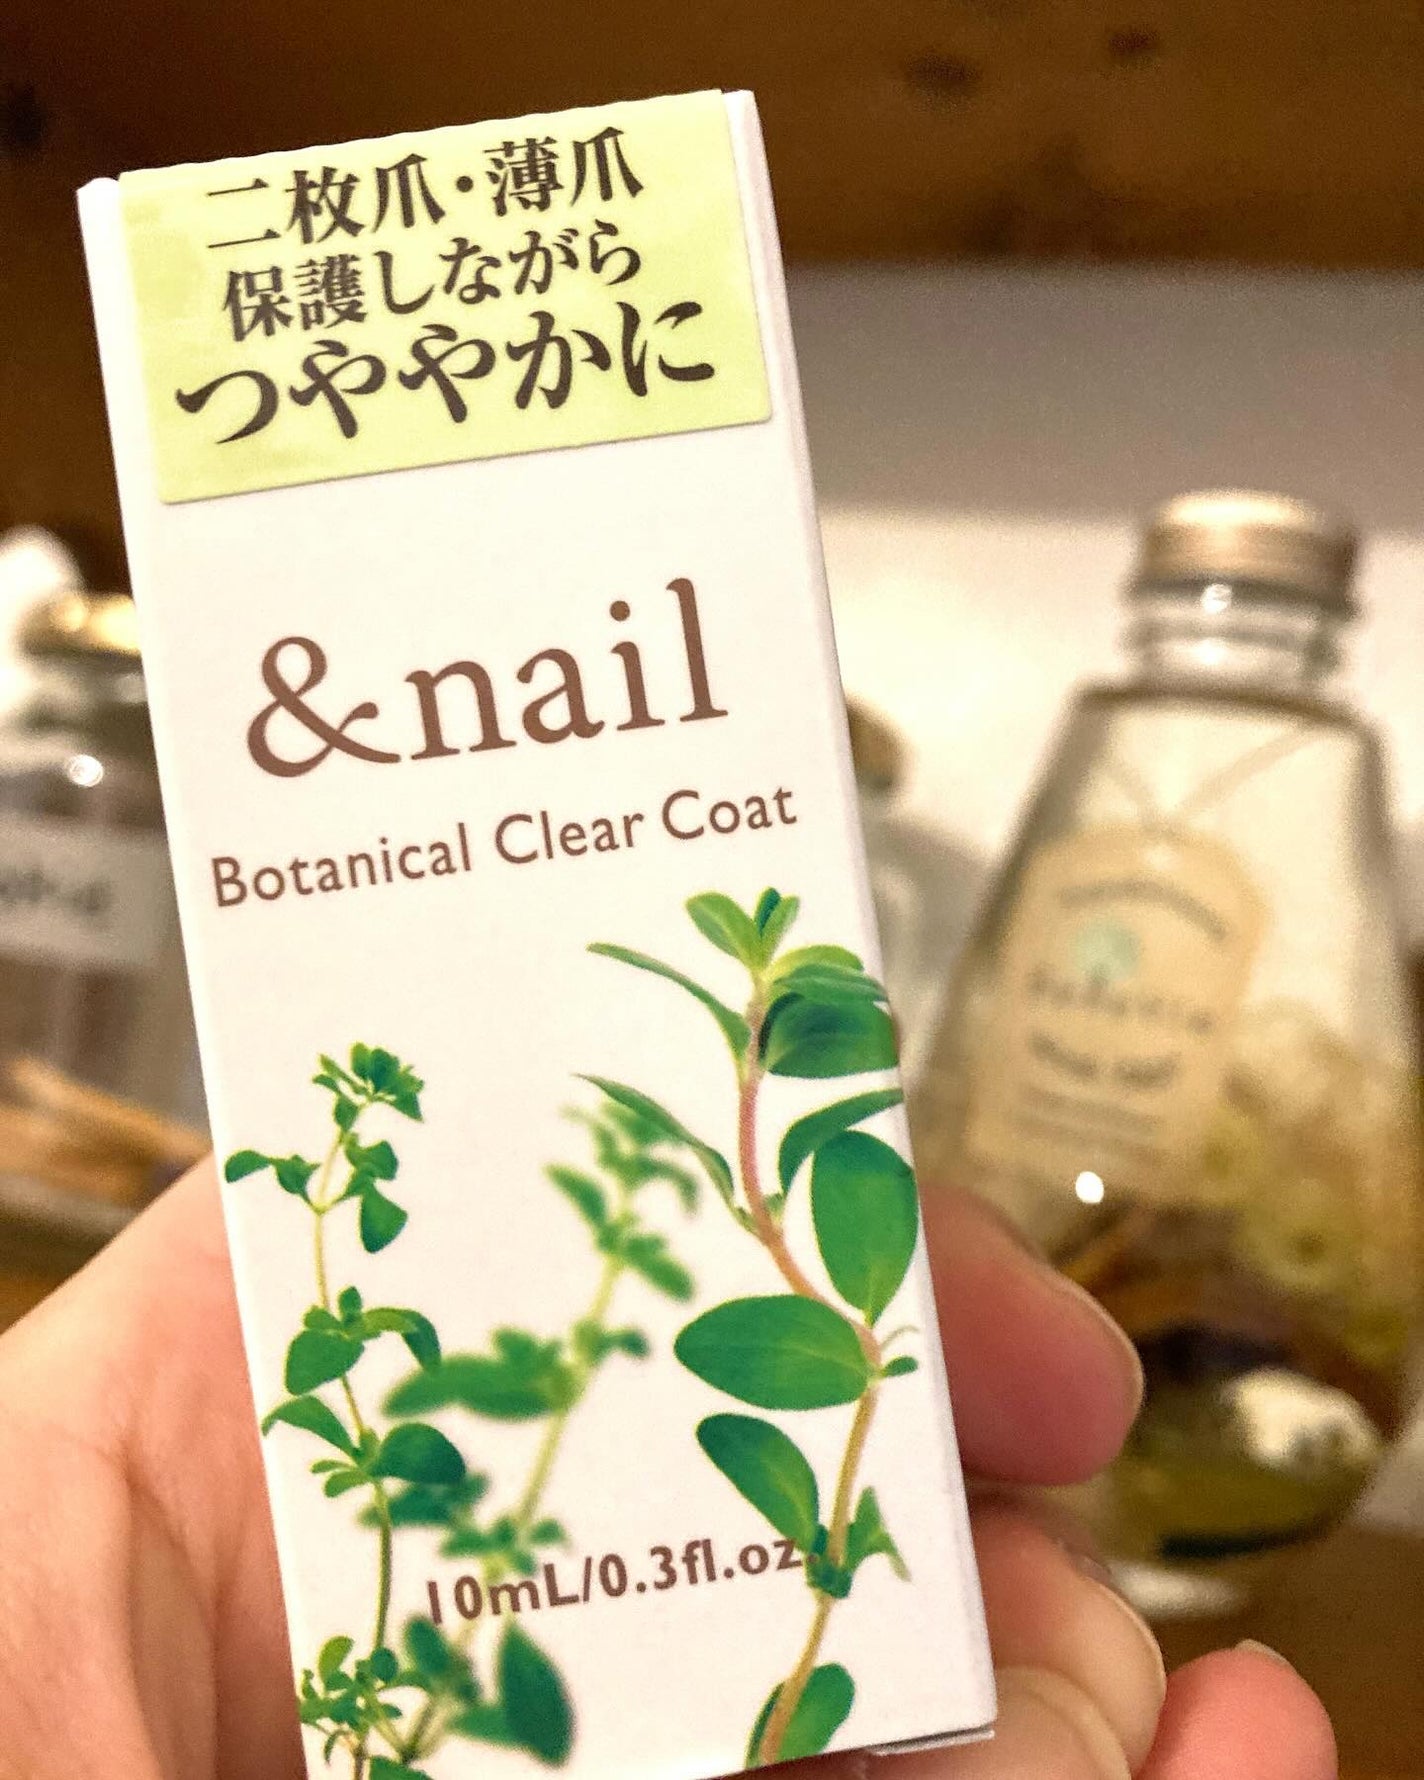 二枚爪・薄爪
保護しながら
つややかに
&nail
Botanical Clear Coat
10mL/0.3fl.oz.